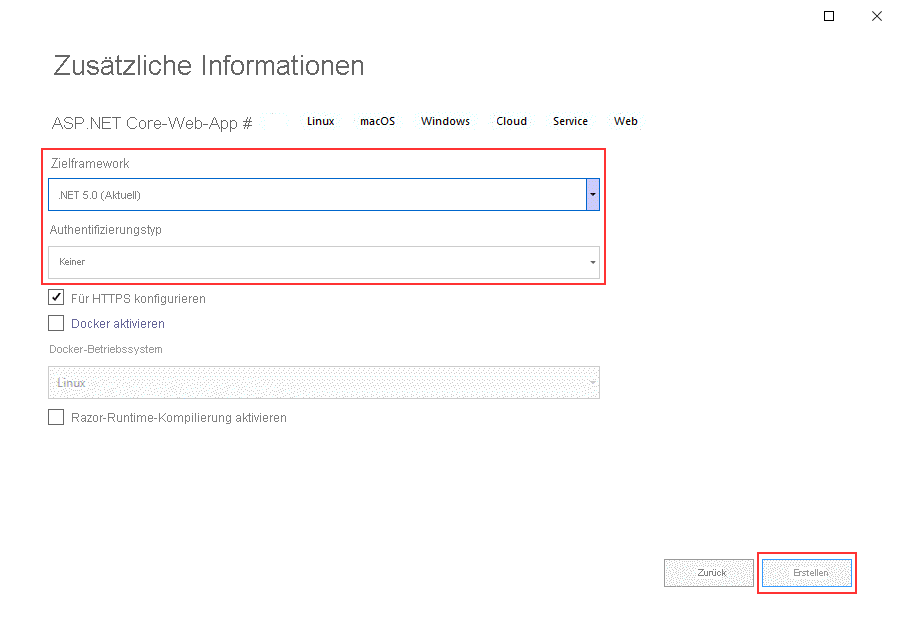 Zusätzliche Informationen
ASP.NET Core-Web-App # Linux macOS Windows Cloud Service Web
Zielframework
.NET 5.0 (Aktuell)
Authentifizierungstyp
Keiner
Für HTTPS konfigurieren
Docker aktivieren
Docker-Betriebssystem
Linux
Razor-Runtime-Kompilierung aktivieren
Zurück Erstellen